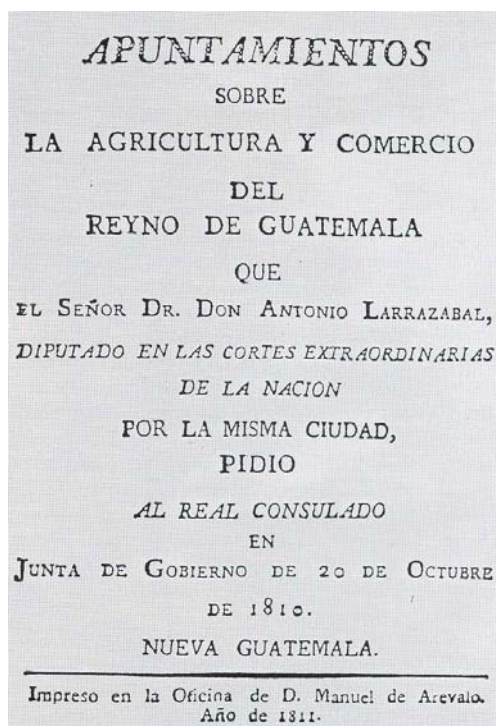 APUNTAMIENTOS
SOBRE
LA AGRICULTURA Y COMERCIO
DEL
REYNO DE GUATEMALA
QUE
EL SEÑOR DR. DON ANTONIO LARRAZABAL,
DIPUTADO EN LAS CORTES EXTRAORDINARIAS
DE LA NACION
POR LA MISMA CIUDAD,
PIDIO
AL REAL CONSULADO
EN
JUNTA DE GOBIERNO DE 20 DE OCTUBRE
DE 1810.
NUEVA GUATEMALA.
Impreso en la Oficina de D. Manuel de Arevalo.
Año de 1811.